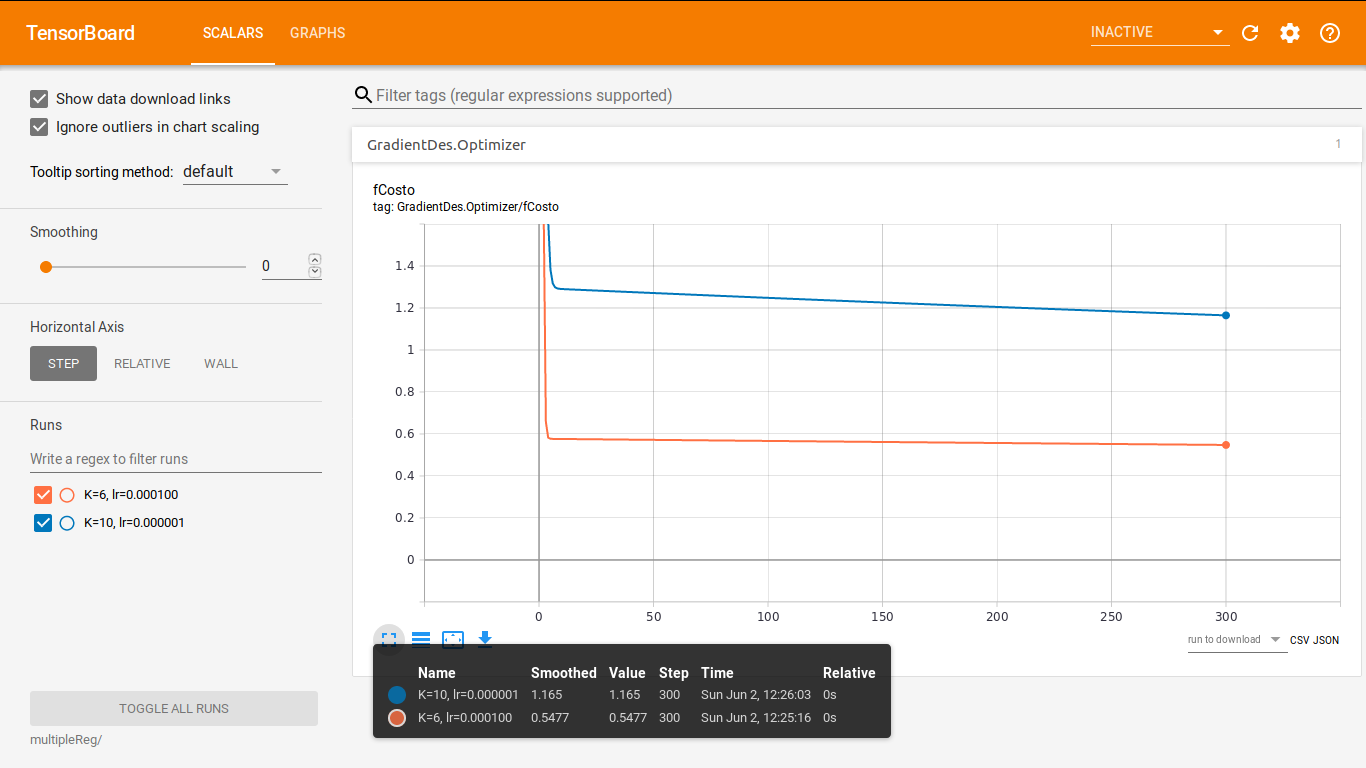 TensorBoard SCALARS GRAPHS INACTIVE
Show data download links
Ignore outliers in chart scaling
Tooltip sorting method: default
Smoothing
0
Horizontal Axis
STEP RELATIVE WALL
Runs
Write a regex to filter runs
K=6, lr=0.000100
K=10, lr=0.000001
TOGGLE ALL RUNS
multipleReg/
Filter tags (regular expressions supported)
GradientDes.Optimizer 1
fCosto
tag: GradientDes.Optimizer/fCosto
1.4
1.2
1
0.8
0.6
0.4
0.2
0
0 50 100 150 200 250 300
run to download CSV JSON
Name Smoothed Value Step Time Relative
K=10, lr=0.000001 1.165 1.165 300 Sun Jun 2, 12:26:03 0s
K=6, lr=0.000100 0.5477 0.5477 300 Sun Jun 2, 12:25:16 0s